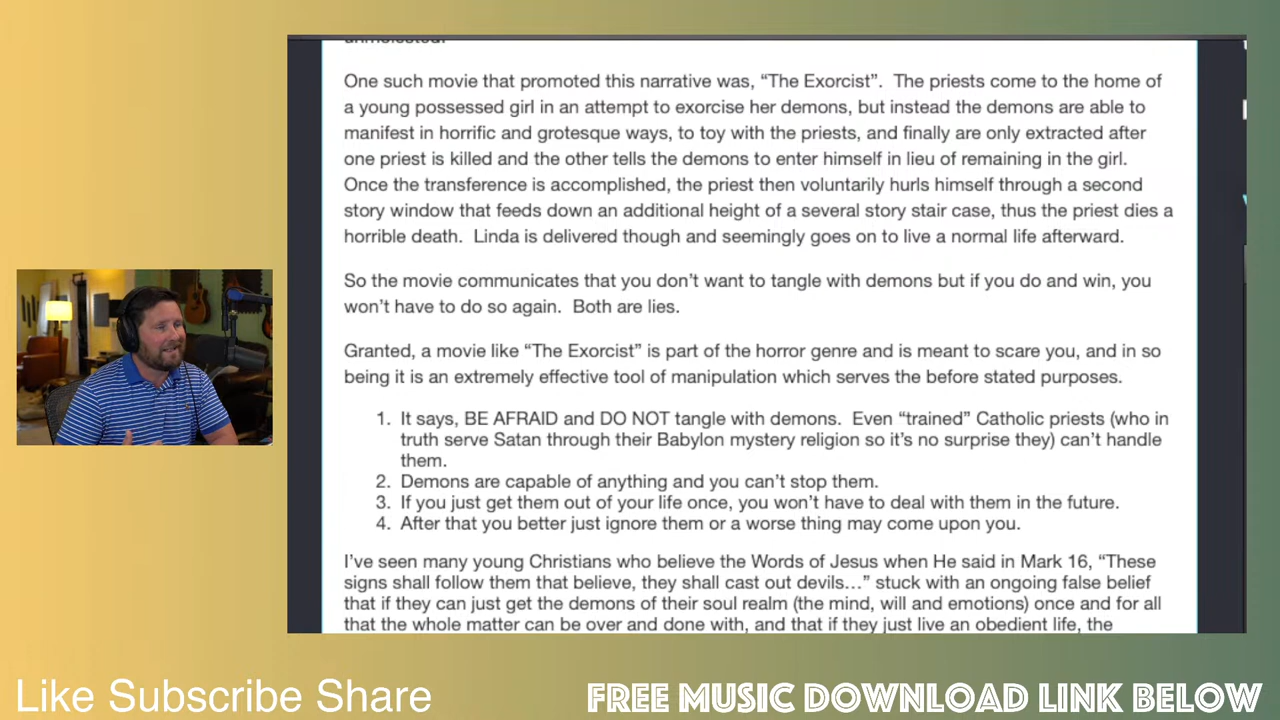 One such movie that promoted this narrative was, “The Exorcist”.  The priests come to the home of
a young possessed girl in an attempt to exorcise her demons, but instead the demons are able to
manifest in horrific and grotesque ways, to toy with the priests, and finally are only extracted after
one priest is killed and the other tells the demons to enter himself in lieu of remaining in the girl.
Once the transference is accomplished, the priest then voluntarily hurls himself through a second
story window that feeds down an additional height of a several story stair case, thus the priest dies a
horrible death.  Linda is delivered though and seemingly goes on to live a normal life afterward.
So the movie communicates that you don’t want to tangle with demons but if you do and win, you
won’t have to do so again.  Both are lies.
Granted, a movie like “The Exorcist” is part of the horror genre and is meant to scare you, and in so
being it is an extremely effective tool of manipulation which serves the before stated purposes.
1. It says, BE AFRAID and DO NOT tangle with demons.  Even “trained” Catholic priests (who in
truth serve Satan through their Babylon mystery religion so it’s no surprise they) can’t handle
them.
2. Demons are capable of anything and you can’t stop them.
3. If you just get them out of your life once, you won’t have to deal with them in the future.
4. After that you better just ignore them or a worse thing may come upon you.
I’ve seen many young Christians who believe the Words of Jesus when He said in Mark 16, “These
signs shall follow them that believe, they shall cast out devils…” stuck with an ongoing false belief
that if they can just get the demons of their soul realm (the mind, will and emotions) once and for all
that the whole matter can be over and done with, and that if they just live an obedient life, the
Like Subscribe Share
FREE MUSIC DOWNLOAD LINK BELOW